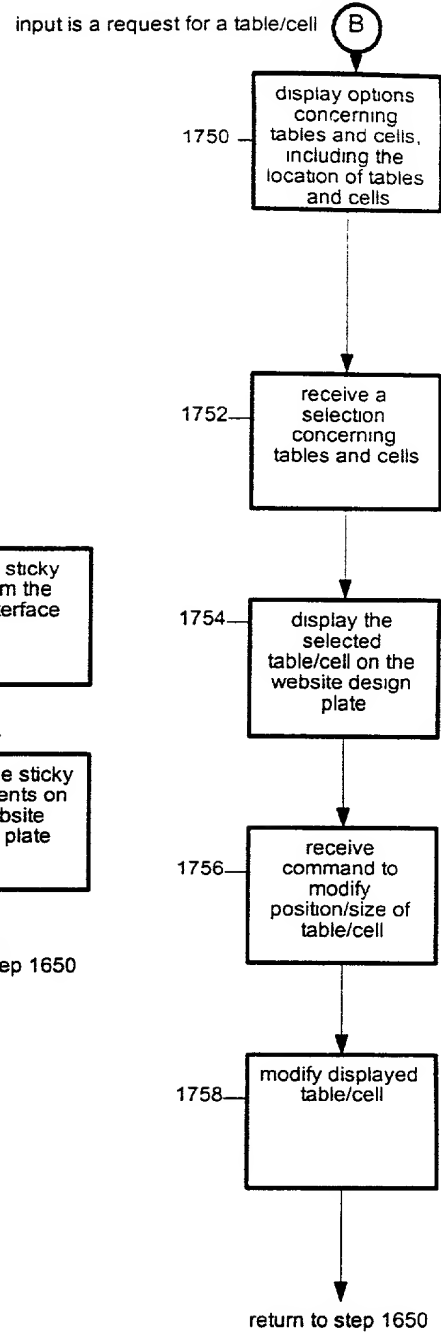 input is a request for a table/cell
B
1750
display options
concerning
tables and cells,
including the
location of tables
and cells
1752
receive a
selection
concerning
tables and cells
1754
display the
selected
table/cell on the
website design
plate
1756
receive
command to
modify
position/size of
table/cell
1758
modify displayed
table/cell
return to step 1650
sticky
m the
terface
e sticky
ents on
bsite
plate
ep 1650